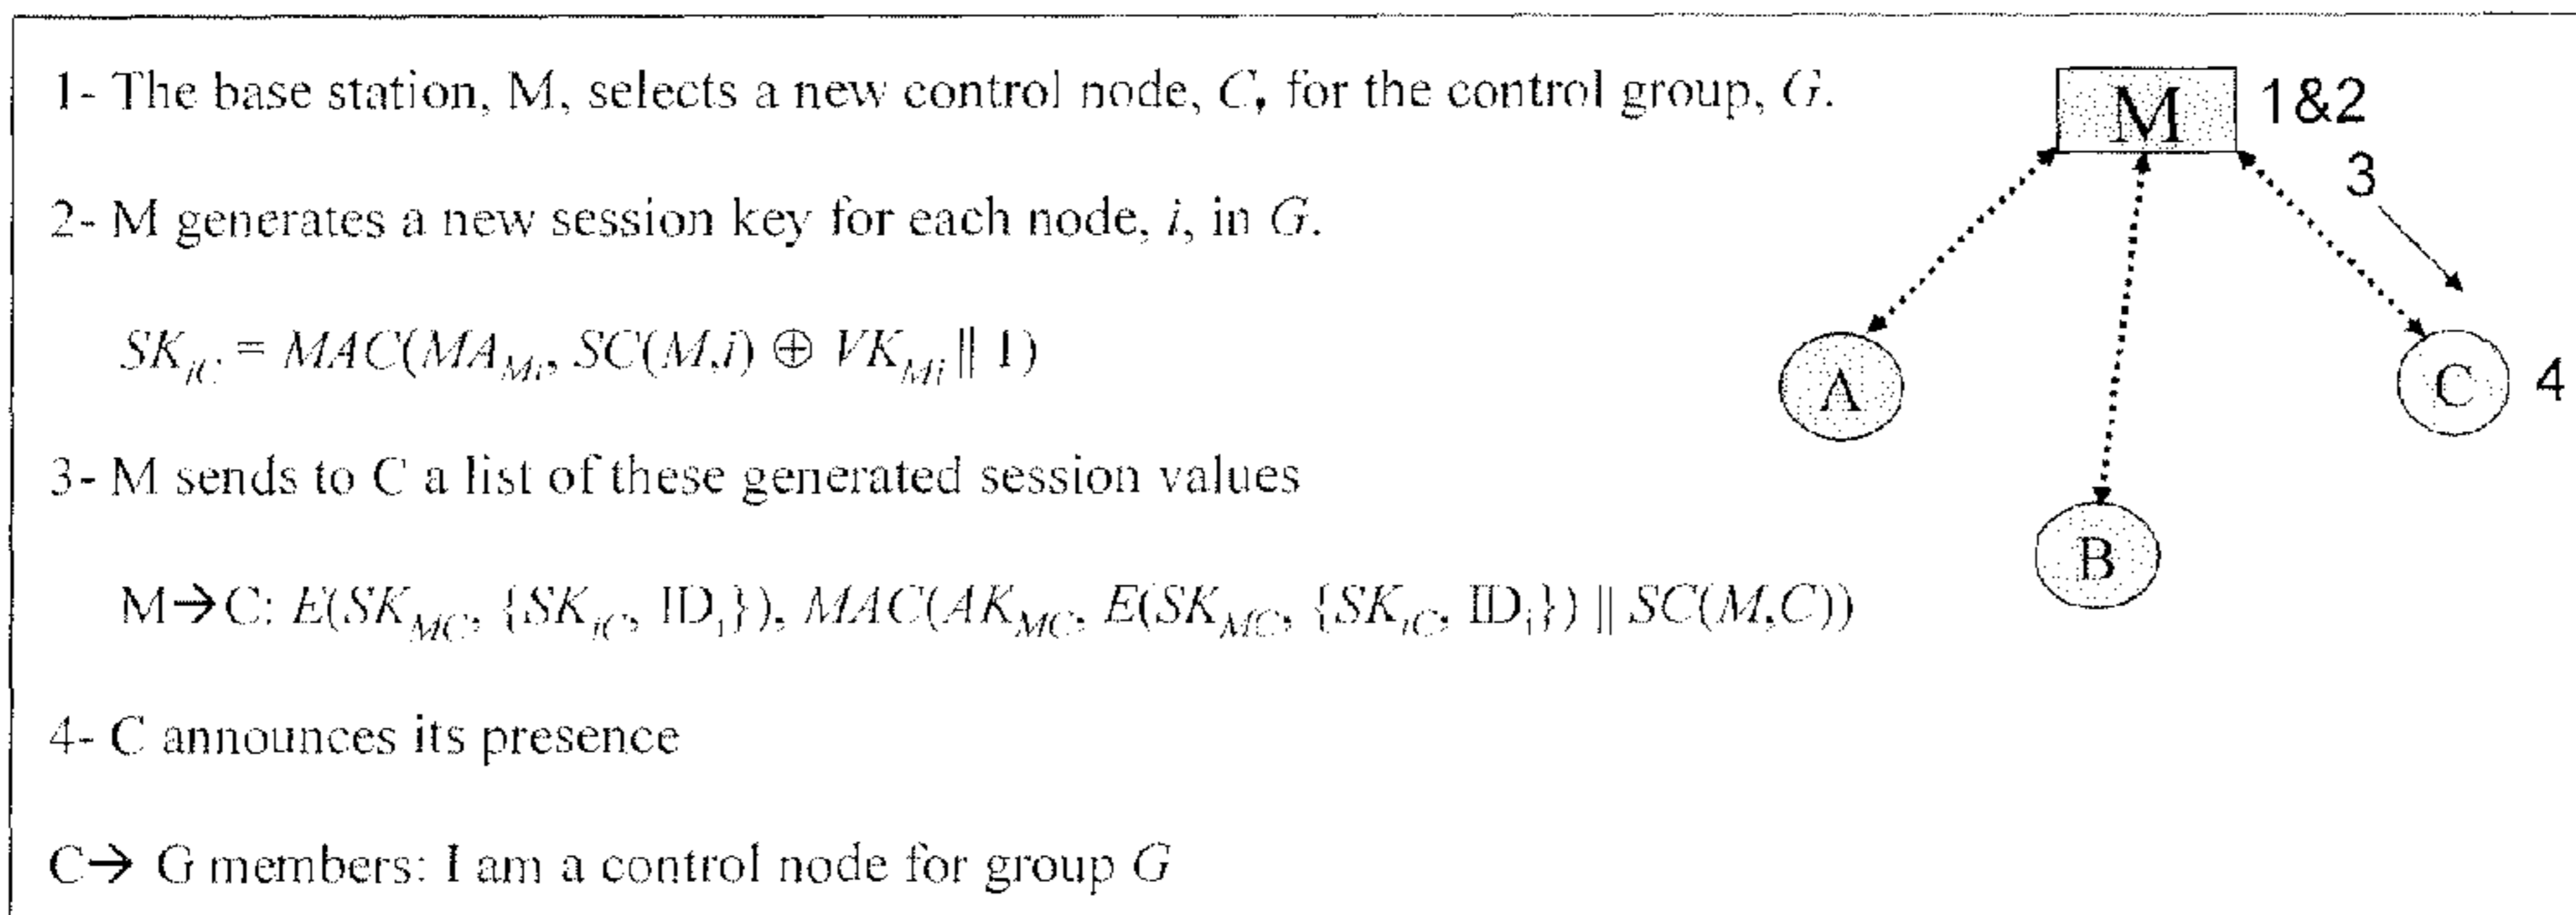 1- The base station, M, selects a new control node, C, for the control group, G.
2- M generates a new session key for each node, i, in G.
SK_iC = MAC(MA_Mi, SC(M,i) ⊕ VK_Mi || 1)
3- M sends to C a list of these generated session values
M→C: E(SK_MC, {SK_iC, ID_i}), MAC(AK_MC, E(SK_MC, {SK_iC, ID_i}) || SC(M,C))
4- C announces its presence
C→ G members: I am a control node for group G
M 1&2
3
A
C 4
B